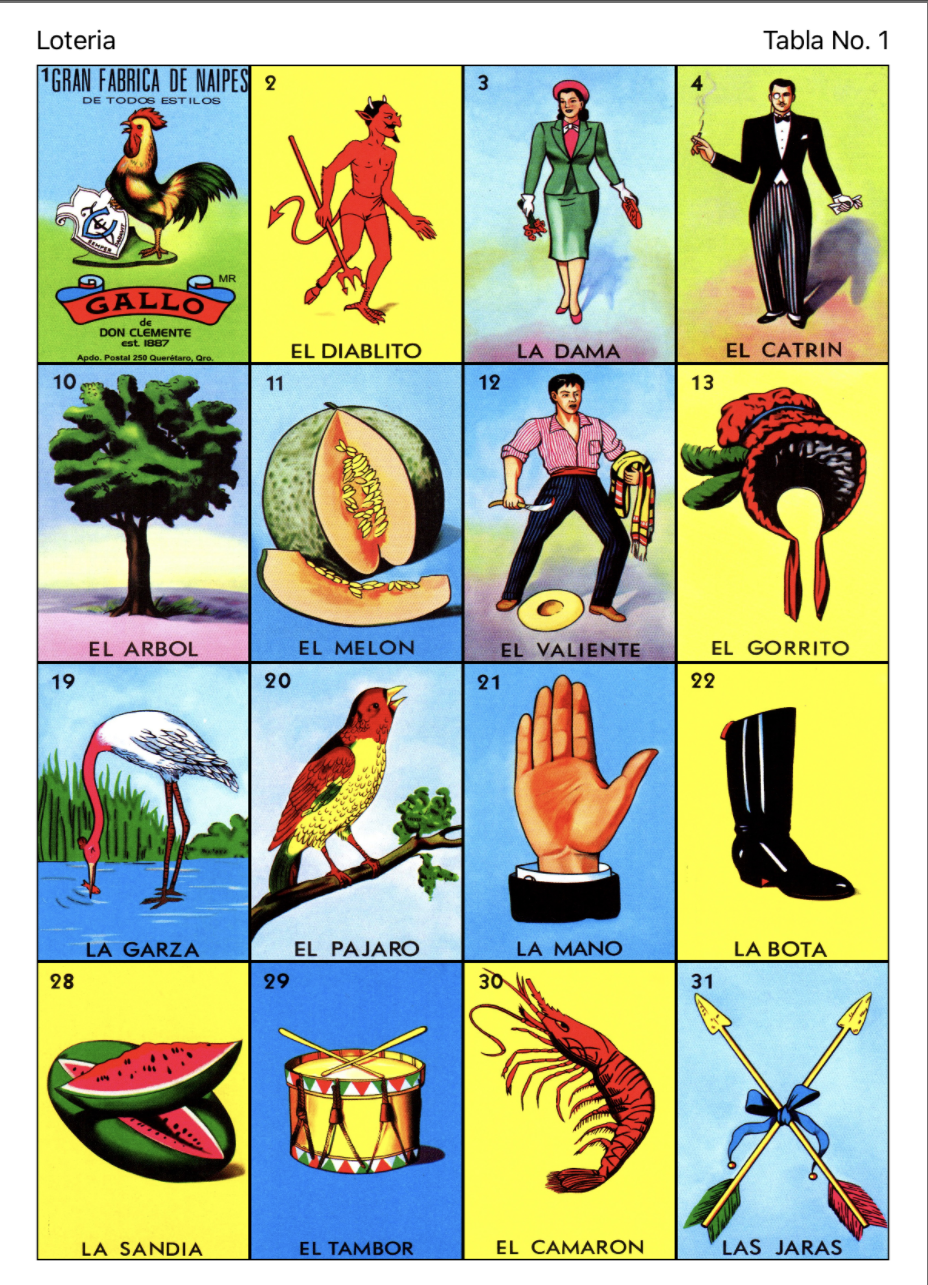 Loteria
Tabla No. 1
1
GRAN FABRICA DE NAIPES
DE TODOS ESTILOS
SEMPER
MR
GALLO
de
DON CLEMENTE
est. 1887
Apdo. Postal 250 Querétaro, Qro.
2
EL DIABLITO
3
LA DAMA
4
EL CATRIN
10
EL ARBOL
11
EL MELON
12
EL VALIENTE
13
EL GORRITO
19
LA GARZA
20
EL PAJARO
21
LA MANO
22
LA BOTA
28
LA SANDIA
29
EL TAMBOR
30
EL CAMARON
31
LAS JARAS